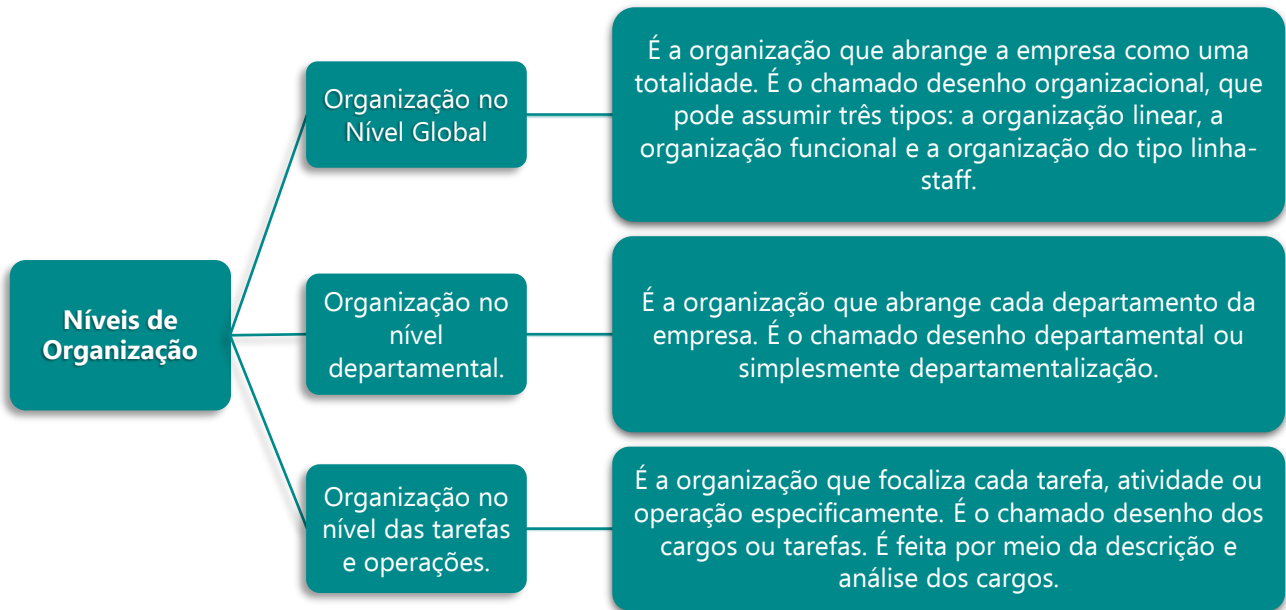 Níveis de
Organização
Organização no
Nível Global
É a organização que abrange a empresa como uma
totalidade. É o chamado desenho organizacional, que
pode assumir três tipos: a organização linear, a
organização funcional e a organização do tipo linha-
staff.
Organização no
nível
departamental.
É a organização que abrange cada departamento da
empresa. É o chamado desenho departamental ou
simplesmente departamentalização.
Organização no
nível das tarefas
e operações.
É a organização que focaliza cada tarefa, atividade ou
operação especificamente. É o chamado desenho dos
cargos ou tarefas. É feita por meio da descrição e
análise dos cargos.